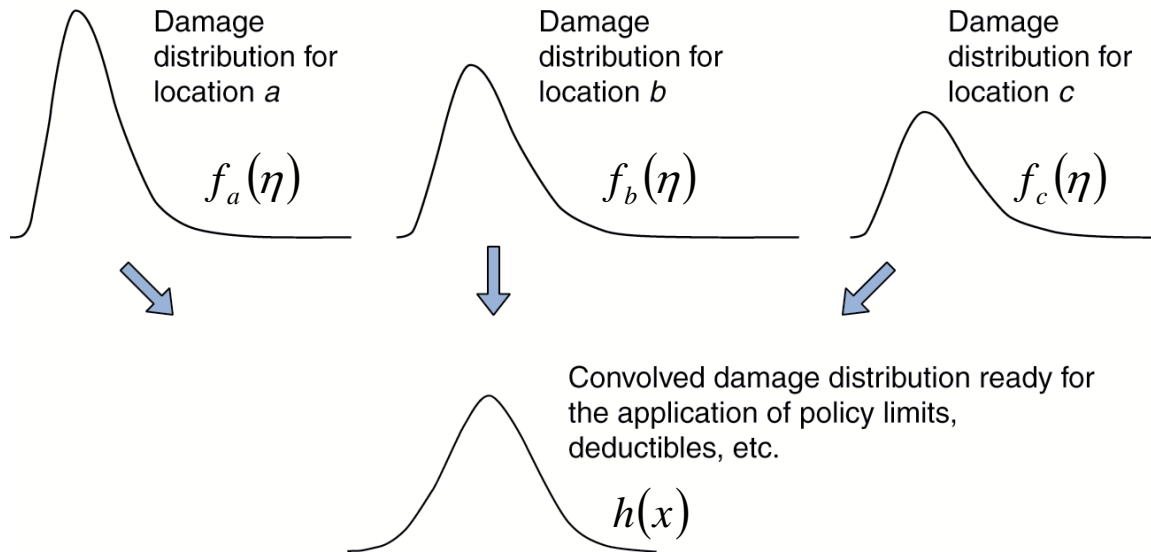 Damage
distribution for
location a
f_a(η)
Damage
distribution for
location b
f_b(η)
Damage
distribution for
location c
f_c(η)
Convolved damage distribution ready for
the application of policy limits,
deductibles, etc.
h(x)